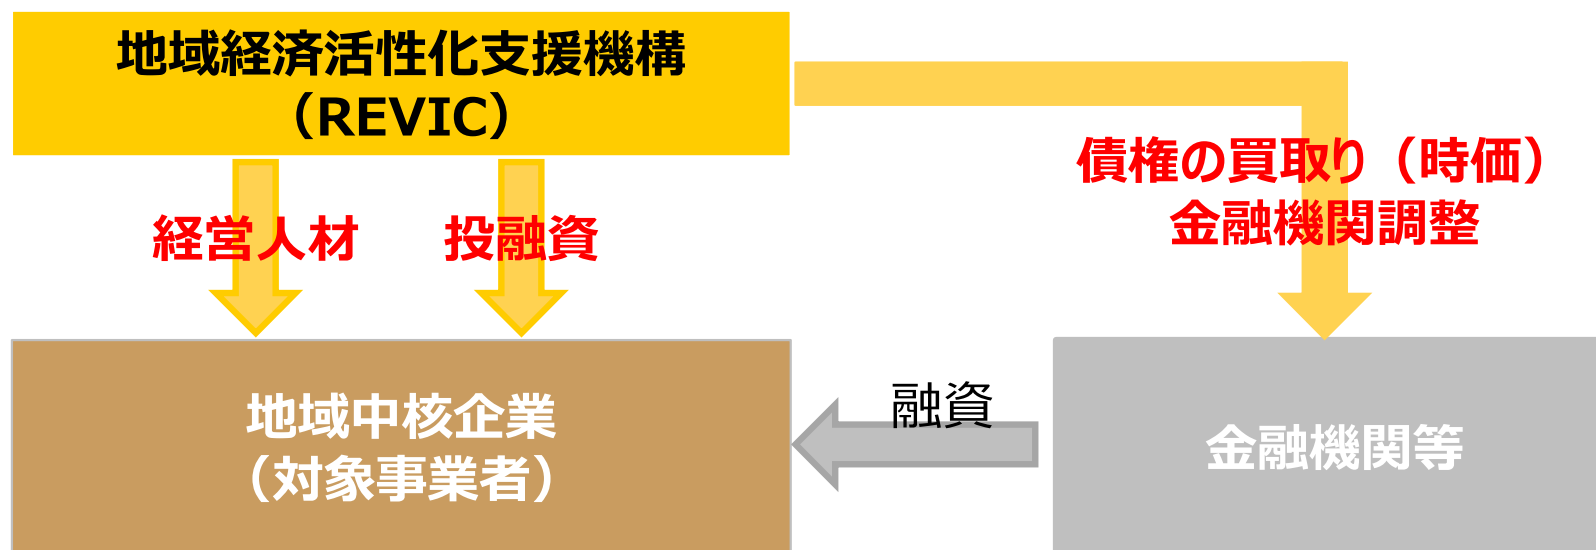 地域経済活性化支援機構
（REVIC）
債権の買取り（時価）
金融機関調整
経営人材
投融資
地域中核企業
（対象事業者）
融資
金融機関等